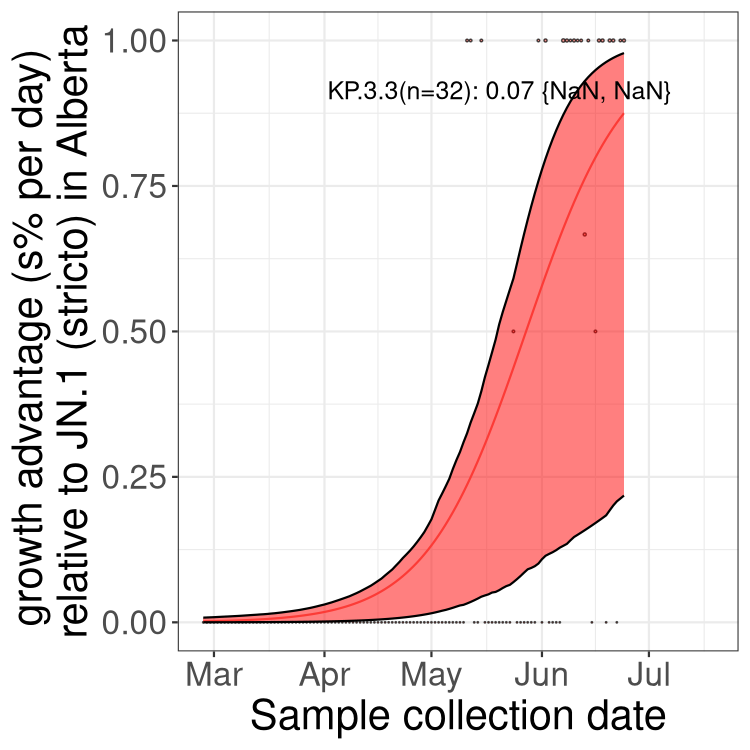 growth advantage (s% per day)
relative to JN.1 (stricto) in Alberta
1.00
0.75
0.50
0.25
0.00
KP.3.3(n=32): 0.07 {NaN, NaN}
Mar Apr May Jun Jul
Sample collection date